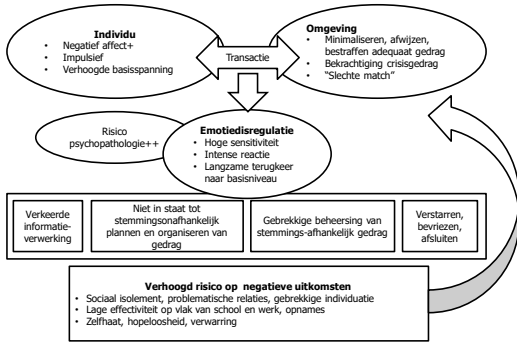 Individu
• Negatief affect+
• Impulsief
• Verhoogde basisspanning
Transactie
Omgeving
• Minimaliseren, afwijzen,
bestraffen adequaat gedrag
• Bekrachtiging crisisgedrag
• “Slechte match”
Risico
psychopathologie++
Emotiedisregulatie
• Hoge sensitiviteit
• Intense reactie
• Langzame terugkeer
naar basisniveau
Verkeerde
informatie-
verwerking
Niet in staat tot
stemmingsonafhankelijk
plannen en organiseren van
gedrag
Gebrekkige beheersing van
stemmings-afhankelijk gedrag
Verstarren,
bevriezen,
afsluiten
Verhoogd risico op negatieve uitkomsten
• Sociaal isolement, problematische relaties, gebrekkige individuatie
• Lage effectiviteit op vlak van school en werk, opnames
• Zelfhaat, hopeloosheid, verwarring